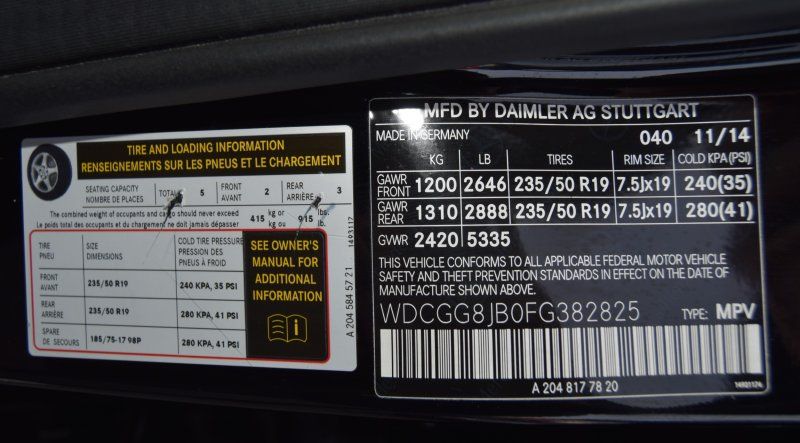 TIRE AND LOADING INFORMATION
RENSEIGNEMENTS SUR LES PNEUS ET LE CHARGEMENT
SEATING CAPACITY
NOMBRE DE PLACES
TOTAL 5
FRONT
AVANT
2
REAR
ARRIÈRE
3
The combined weight of occupants and cargo should never exceed
Le poids total des occupants et du chargement ne doit jamais dépasser
415 kg or
kg ou
915 lbs.
lb.
TIRE
PNEU
SIZE
DIMENSIONS
COLD TIRE PRESSURE
PRESSION DES
PNEUS À FROID
FRONT
AVANT
235/50 R19
240 KPA, 35 PSI
REAR
ARRIÈRE
235/50 R19
280 KPA, 41 PSI
SPARE
DE SECOURS
185/75-17 98P
280 KPA, 41 PSI
SEE OWNER'S
MANUAL FOR
ADDITIONAL
INFORMATION
1493117
A 204 584 57 21
MFD BY DAIMLER AG STUTTGART
MADE IN GERMANY 040 11/14
KG LB TIRES RIM SIZE COLD KPA(PSI)
GAWR
FRONT
1200 2646 235/50 R19 7.5Jx19 240(35)
GAWR
REAR
1310 2888 235/50 R19 7.5Jx19 280(41)
GVWR 2420 5335
THIS VEHICLE CONFORMS TO ALL APPLICABLE FEDERAL MOTOR VEHICLE
SAFETY AND THEFT PREVENTION STANDARDS IN EFFECT ON THE DATE OF
MANUFACTURE SHOWN ABOVE.
WDCGG8JB0FG382825 TYPE: MPV
A 204 817 78 20